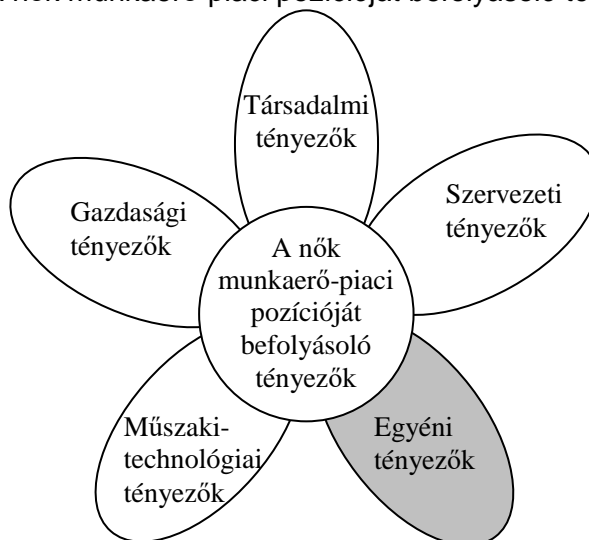 nők munkaerő-piaci pozícióját befolyásoló
Társadalmi
tényezők
Szervezeti
tényezők
Gazdasági
tényezők
A nők
munkaerő-piaci
pozícióját
befolyásoló
tényezők
Egyéni
tényezők
Műszaki-
technológiai
tényezők